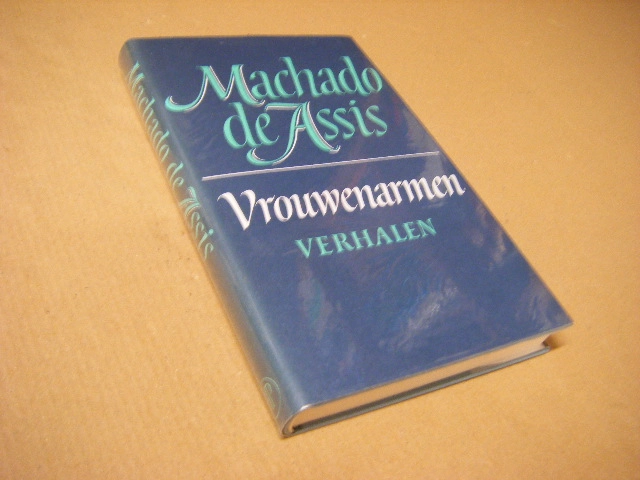 Machado
de Assis
Vrouwenarmen
VERHALEN
Machado de Assis